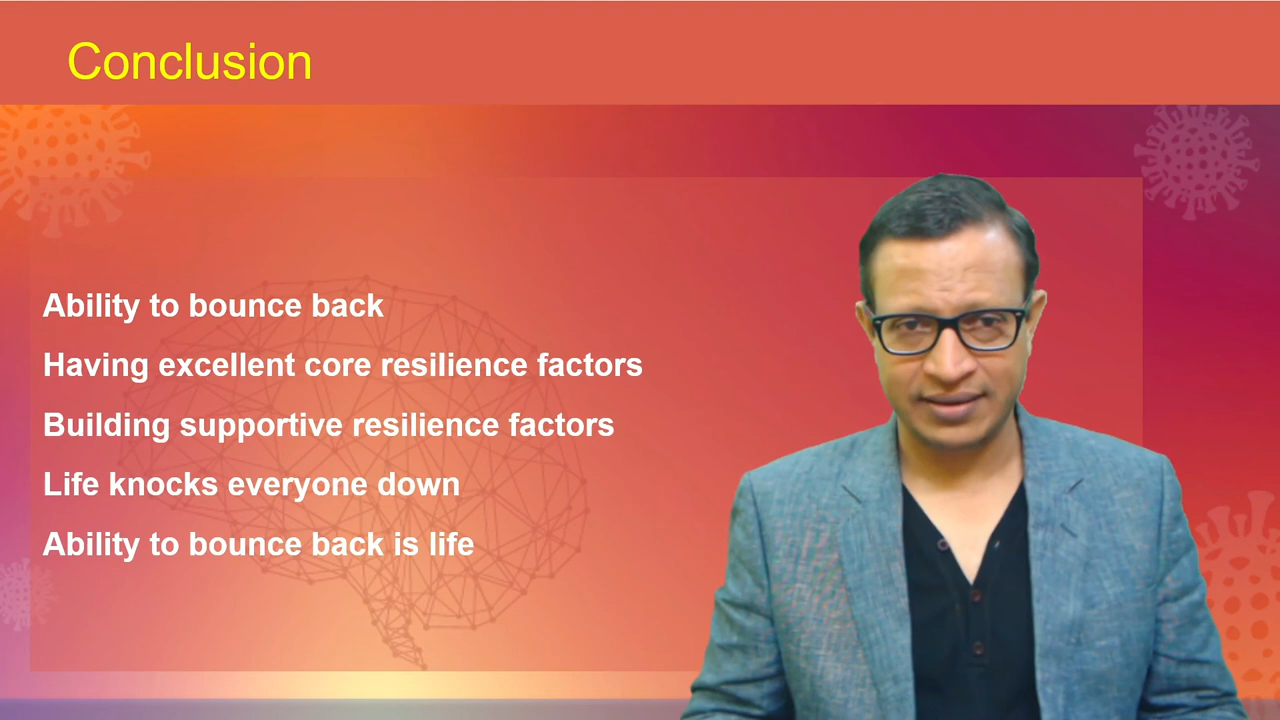 Conclusion
Ability to bounce back
Having excellent core resilience factors
Building supportive resilience factors
Life knocks everyone down
Ability to bounce back is life